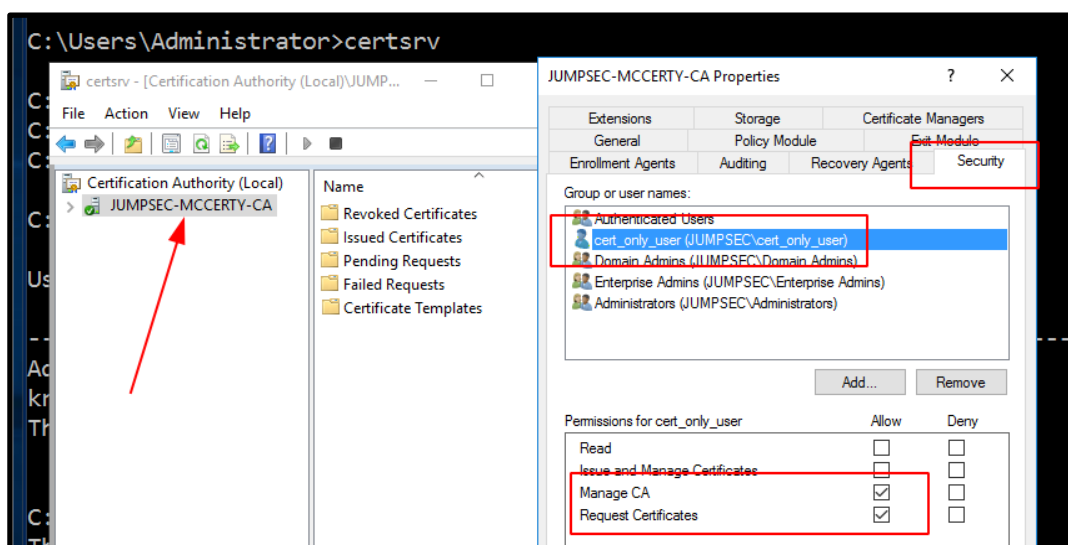 C:\Users\Administrator>certsrv
certsrv - [Certification Authority (Local)\JUMP...
File Action View Help
Certification Authority (Local)
JUMPSEC-MCCERTY-CA
Name
Revoked Certificates
Issued Certificates
Pending Requests
Failed Requests
Certificate Templates
JUMPSEC-MCCERTY-CA Properties
Extensions Storage Certificate Managers
General Policy Module Exit Module
Enrollment Agents Auditing Recovery Agents Security
Group or user names:
Authenticated Users
cert_only_user (JUMPSEC\cert_only_user)
Domain Admins (JUMPSEC\Domain Admins)
Enterprise Admins (JUMPSEC\Enterprise Admins)
Administrators (JUMPSEC\Administrators)
Add... Remove
Permissions for cert_only_user Allow Deny
Read
Issue and Manage Certificates
Manage CA
Request Certificates